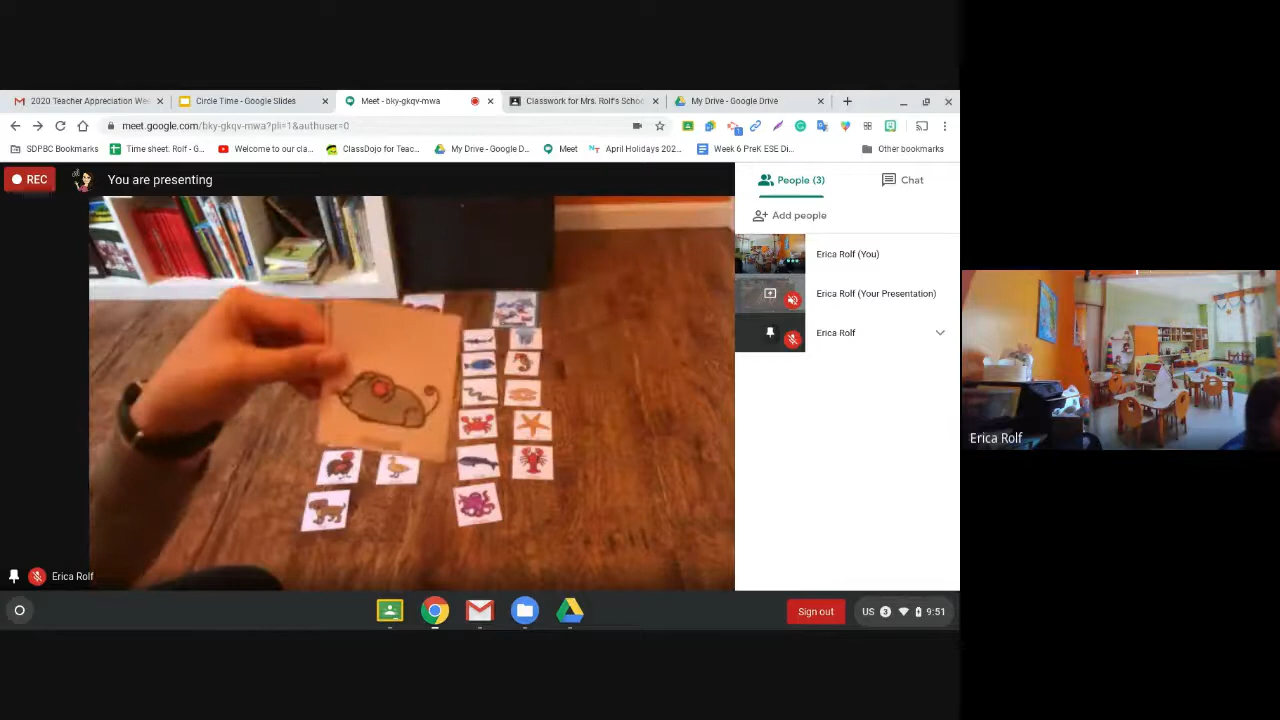 2020 Teacher Appreciation We
Circle Time - Google Slides
Meet - bky-gkqv-mwa
Classwork for Mrs. Rolf's Schoo
My Drive - Google Drive
meet.google.com/bky-gkqv-mwa?pli=1&authuser=0
SDPBC Bookmarks
Time sheet: Rolf - G...
Welcome to our cla...
ClassDojo for Teac...
My Drive - Google D...
Meet
April Holidays 202...
Week 6 PreK ESE Di...
Other bookmarks
REC
You are presenting
People (3)
Chat
Add people
Erica Rolf (You)
Erica Rolf (Your Presentation)
Erica Rolf
Erica Rolf
Erica Rolf
Sign out
US
3
9:51